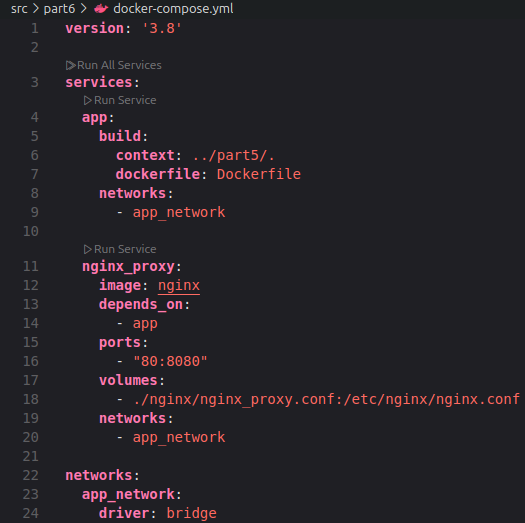 src > part6 > docker-compose.yml
1 version: '3.8'
2
Run All Services
3 services:
Run Service
4 app:
5 build:
6 context: ../part5/.
7 dockerfile: Dockerfile
8 networks:
9 - app_network
10
Run Service
11 nginx_proxy:
12 image: nginx
13 depends_on:
14 - app
15 ports:
16 - "80:8080"
17 volumes:
18 - ./nginx/nginx_proxy.conf:/etc/nginx/nginx.conf
19 networks:
20 - app_network
21
22 networks:
23 app_network:
24 driver: bridge